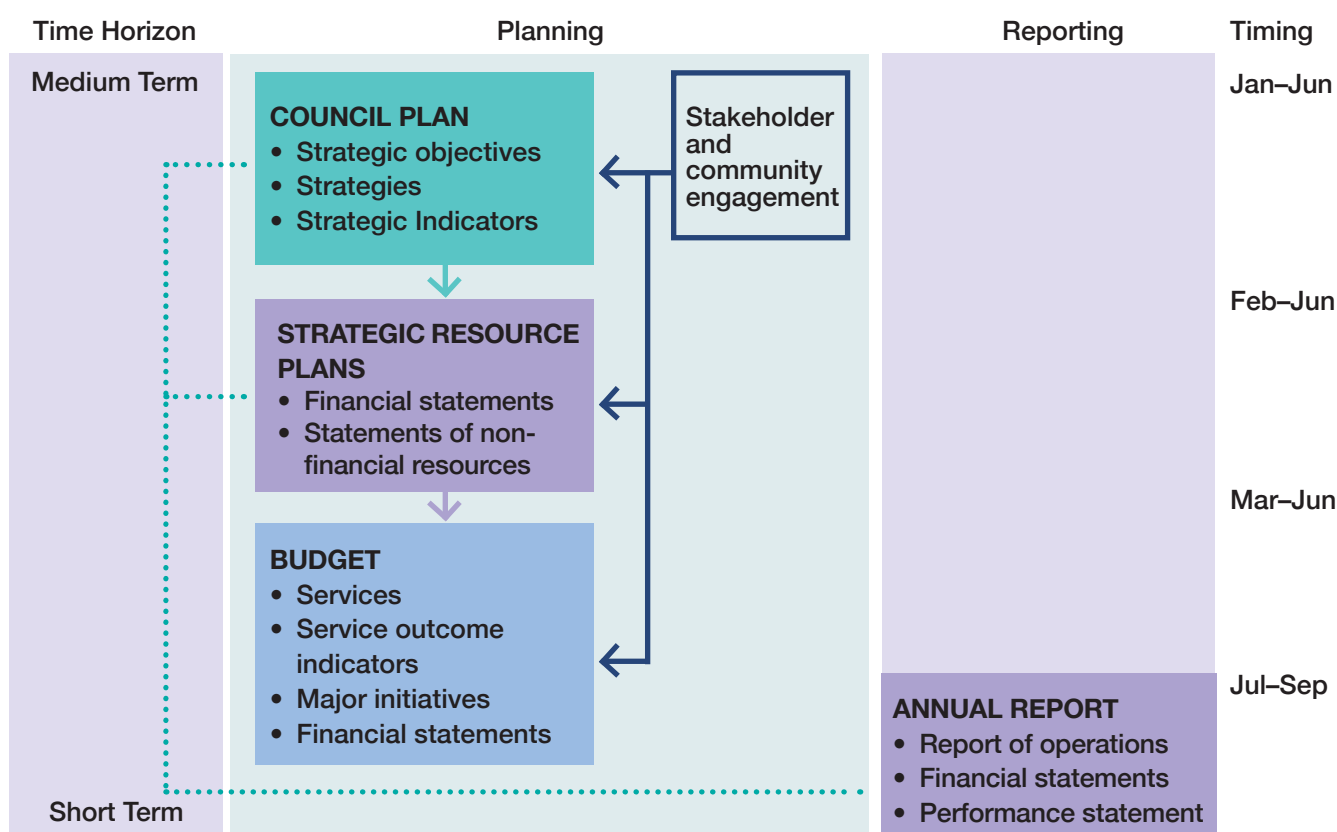 Time Horizon
Planning
Reporting
Timing
Medium Term
Short Term
COUNCIL PLAN
• Strategic objectives
• Strategies
• Strategic Indicators
STRATEGIC RESOURCE
PLANS
• Financial statements
• Statements of non-
financial resources
BUDGET
• Services
• Service outcome
indicators
• Major initiatives
• Financial statements
Stakeholder
and
community
engagement
ANNUAL REPORT
• Report of operations
• Financial statements
• Performance statement
Jan–Jun
Feb–Jun
Mar–Jun
Jul–Sep